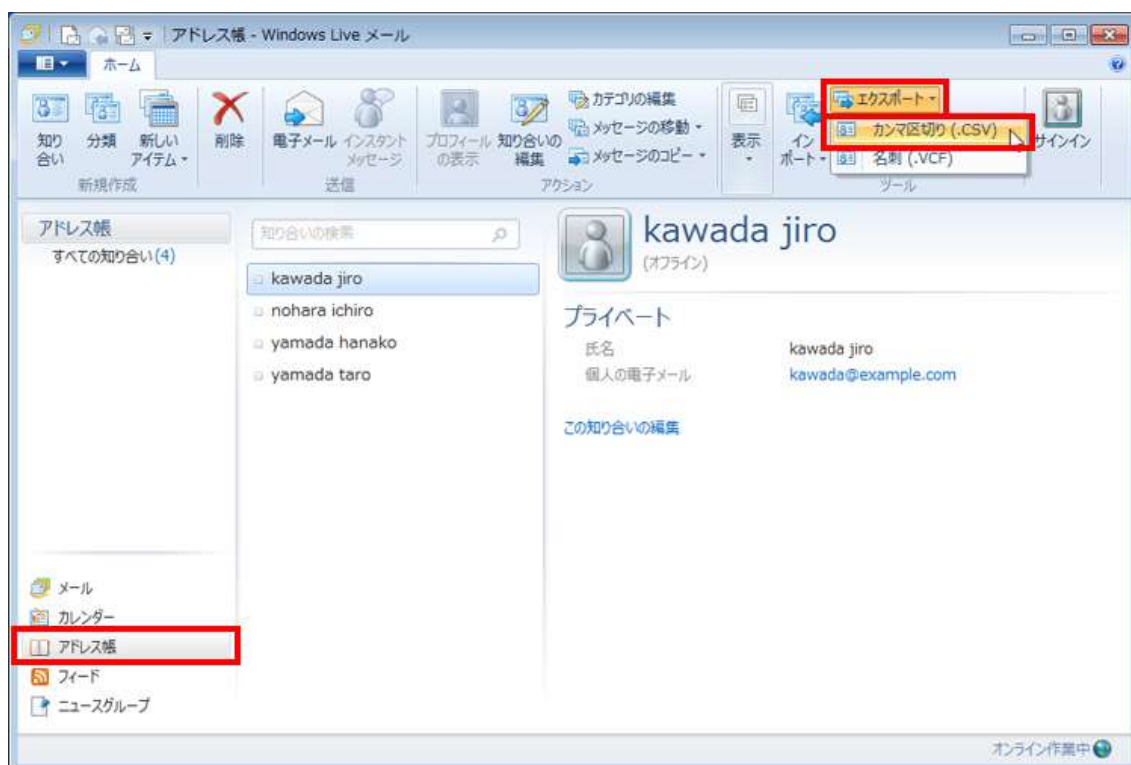 アドレス帳 - Windows Live メール
ホーム
知り合い
分類
新しいアイテム
削除
電子メール
インスタント メッセージ
プロフィールの表示
知り合いの編集
カテゴリの編集
メッセージの移動
メッセージのコピー
表示
インポート
エクスポート
カンマ区切り (.CSV)
名刺 (.VCF)
サインイン
新規作成
送信
アクション
ツール
アドレス帳
すべての知り合い (4)
知り合いの検索
kawada jiro
nohara ichiro
yamada hanako
yamada taro
kawada jiro
(オフライン)
プライベート
氏名 kawada jiro
個人の電子メール kawada@example.com
この知り合いの編集
メール
カレンダー
アドレス帳
フィード
ニュースグループ
オンライン作業中